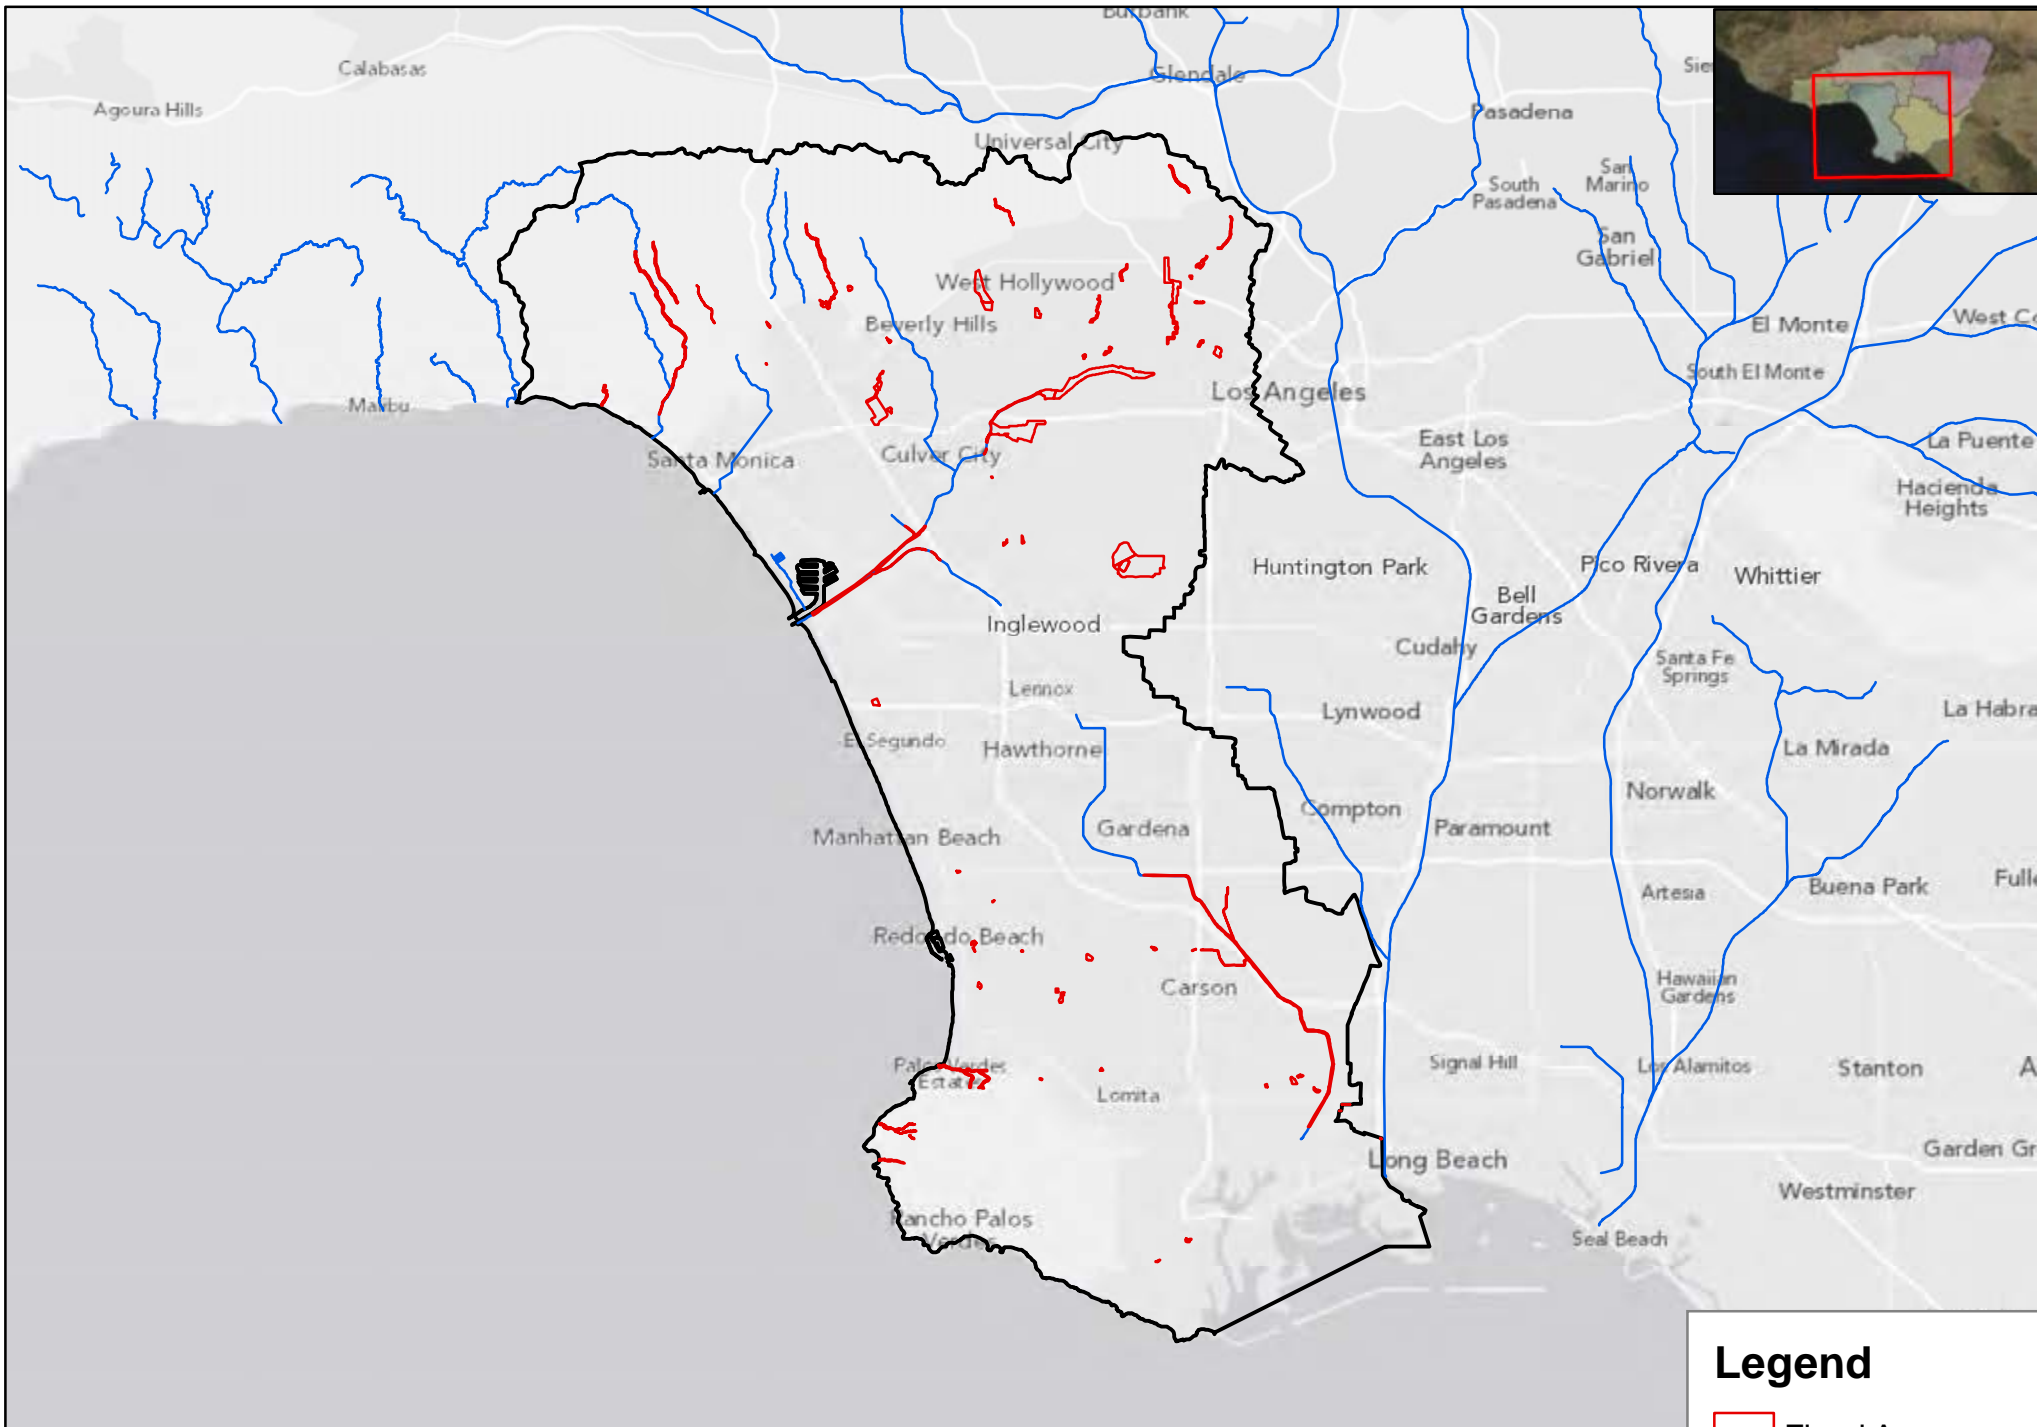 Burbank
Calabasas
Glendale
Agoura Hills
Pasadena
Universal City
San
Marino
South
Pasadena
San
Gabriel
West Hollywood
Beverly Hills
El Monte
South El Monte
Malibu
Los Angeles
East Los
Angeles
La Puente
Santa Monica
Culver City
Hacienda
Heights
Huntington Park
Pico Rivera
Whittier
Bell
Gardens
Inglewood
Cudahy
Santa Fe
Springs
Lennox
Lynwood
La Habra
El Segundo
Hawthorne
La Mirada
Norwalk
Compton
Manhattan Beach
Gardena
Paramount
Artesia
Buena Park
Redondo Beach
Carson
Hawaiian
Gardens
Palos Verdes
Estates
Lomita
Signal Hill
Los Alamitos
Stanton
Long Beach
Westminster
Rancho Palos
Verdes
Seal Beach
Legend